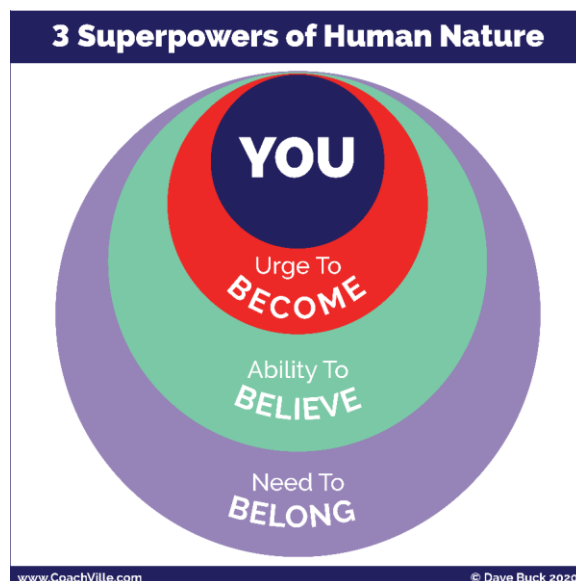 3 Superpowers of Human Nature
YOU
Urge To
BECOME
Ability To
BELIEVE
Need To
BELONG
www.CoachVille.com
© Dave Buck 2020